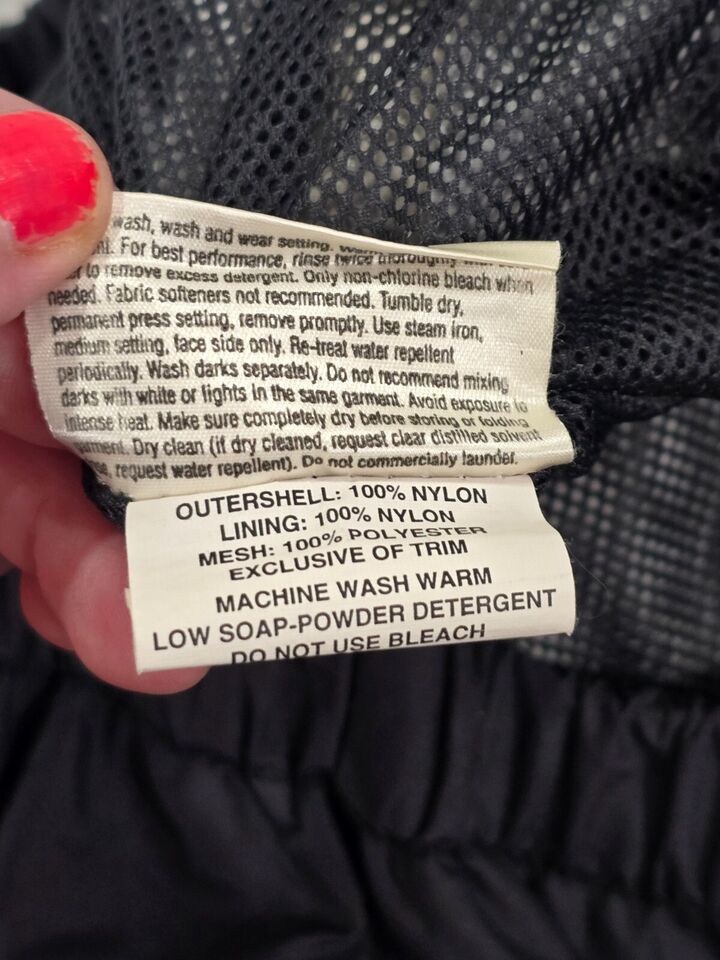 wash, wash and wear setting.
For best performance, rinse twice thoroughly
to remove excess detergent. Only non-chlorine bleach when
needed. Fabric softeners not recommended. Tumble dry,
permanent press setting, remove promptly. Use steam iron,
medium setting, face side only. Re-treat water repellent
periodically. Wash darks separately. Do not recommend mixing
darks with white or lights in the same garment. Avoid exposure to
intense heat. Make sure completely dry before storing or folding
garment. Dry clean (if dry cleaned, request clear distilled solvent
request water repellent). Do not commercially launder.
OUTERSHELL: 100% NYLON
LINING: 100% NYLON
MESH: 100% POLYESTER
EXCLUSIVE OF TRIM
MACHINE WASH WARM
LOW SOAP-POWDER DETERGENT
DO NOT USE BLEACH